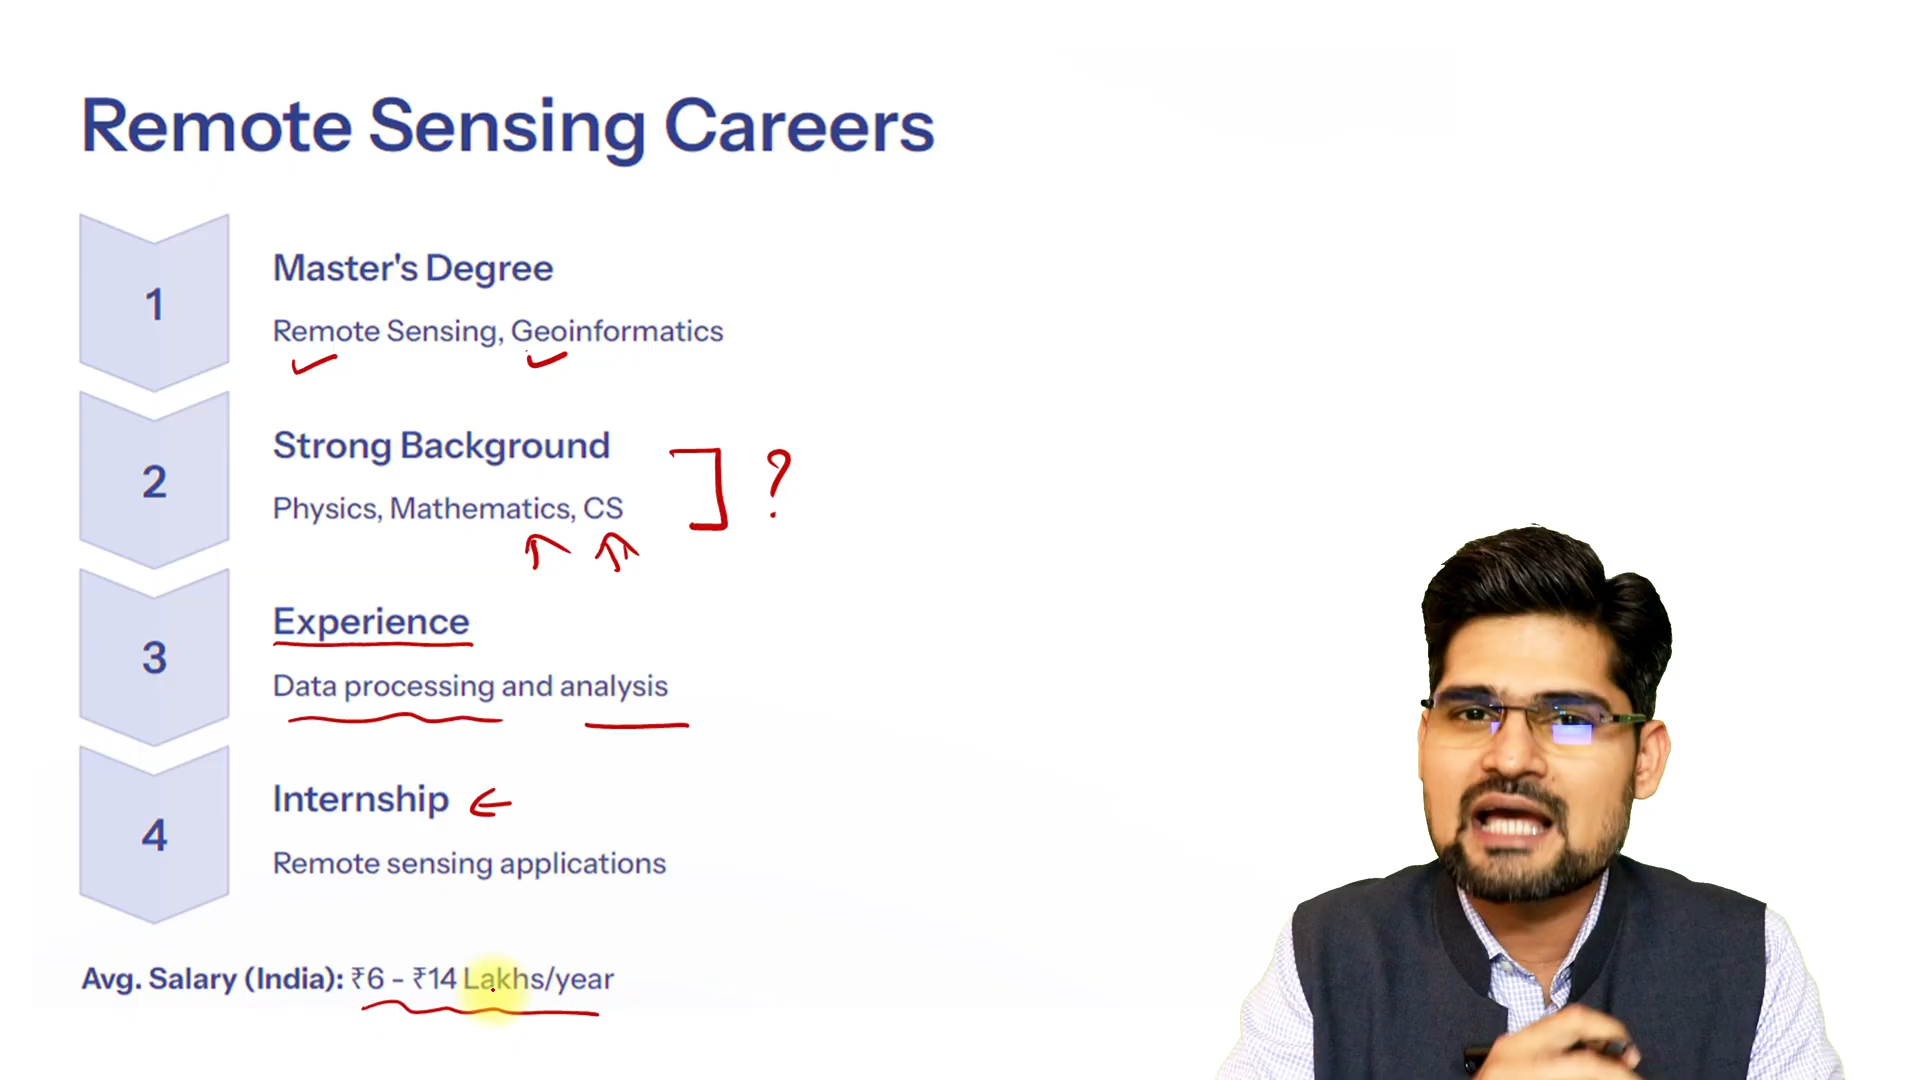 Remote Sensing Careers
1
Master's Degree
Remote Sensing, Geoinformatics
2
Strong Background
Physics, Mathematics, CS
?
3
Experience
Data processing and analysis
4
Internship
Remote sensing applications
Avg. Salary (India): ₹6 - ₹14 Lakhs/year